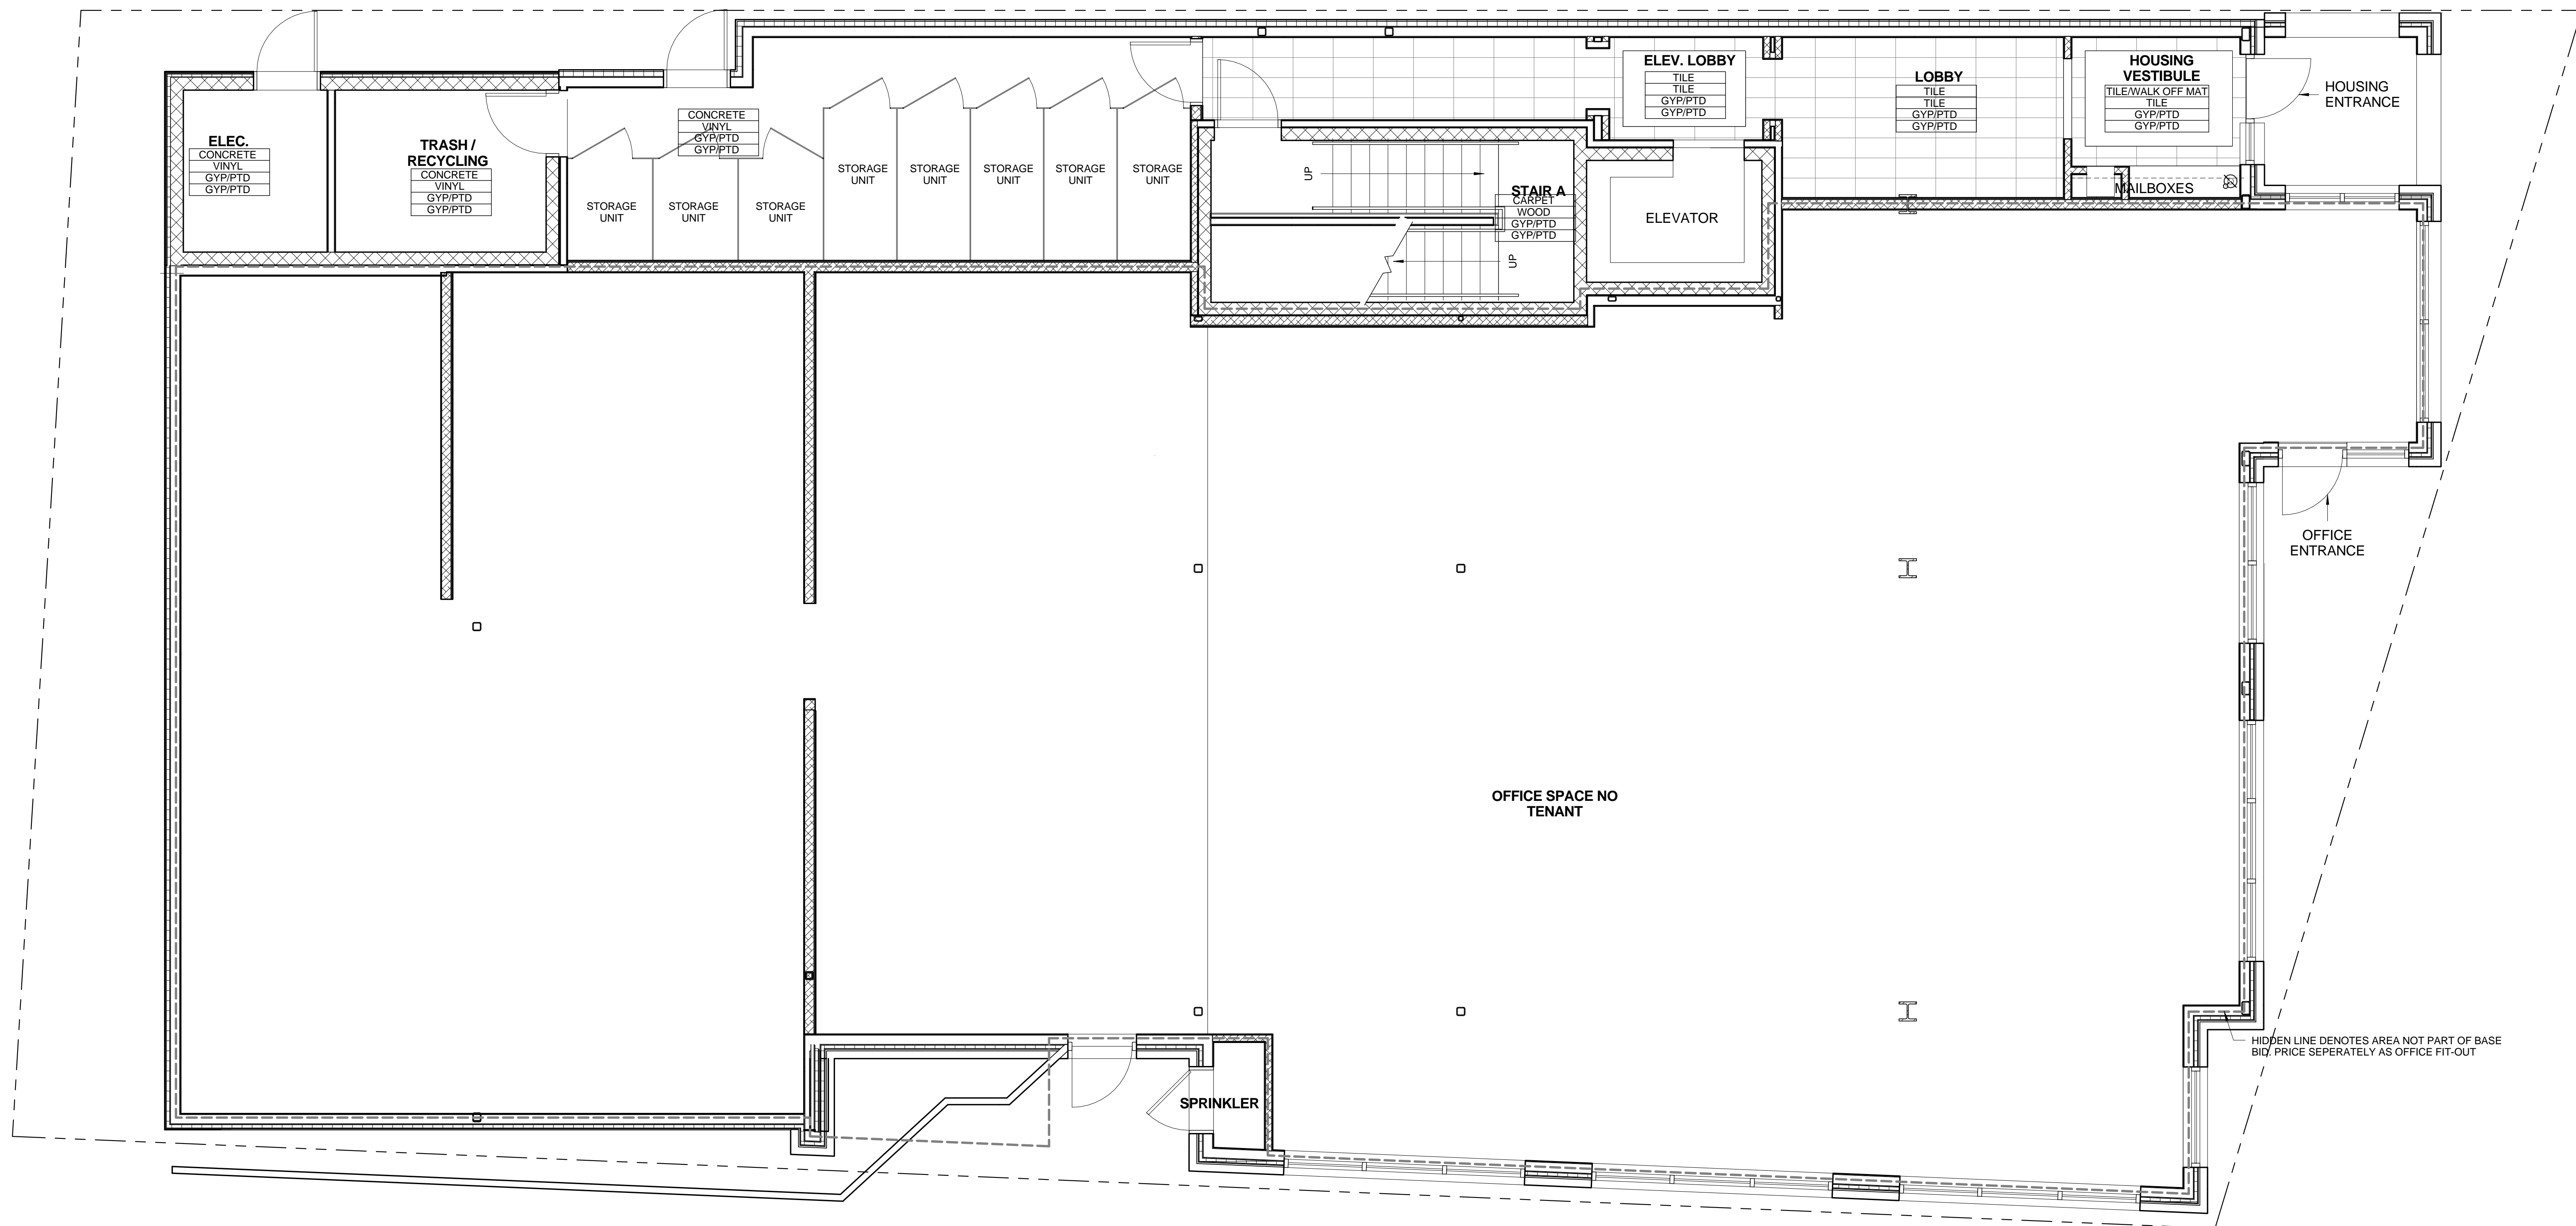 ELEC.
CONCRETE
VINYL
GYP/PTD
GYP/PTD
TRASH /
RECYCLING
CONCRETE
VINYL
GYP/PTD
GYP/PTD
CONCRETE
VINYL
GYP/PTD
GYP/PTD
STORAGE
UNIT
STORAGE
UNIT
STORAGE
UNIT
STORAGE
UNIT
STORAGE
UNIT
STORAGE
UNIT
STORAGE
UNIT
STORAGE
UNIT
UP
UP
STAIR A
CARPET
WOOD
GYP/PTD
GYP/PTD
ELEV. LOBBY
TILE
TILE
GYP/PTD
GYP/PTD
ELEVATOR
LOBBY
TILE
TILE
GYP/PTD
GYP/PTD
HOUSING
VESTIBULE
TILE/WALK OFF MAT
TILE
GYP/PTD
GYP/PTD
MAILBOXES
HOUSING
ENTRANCE
OFFICE
ENTRANCE
OFFICE SPACE NO
TENANT
HIDDEN LINE DENOTES AREA NOT PART OF BASE
BID. PRICE SEPERATELY AS OFFICE FIT-OUT
SPRINKLER